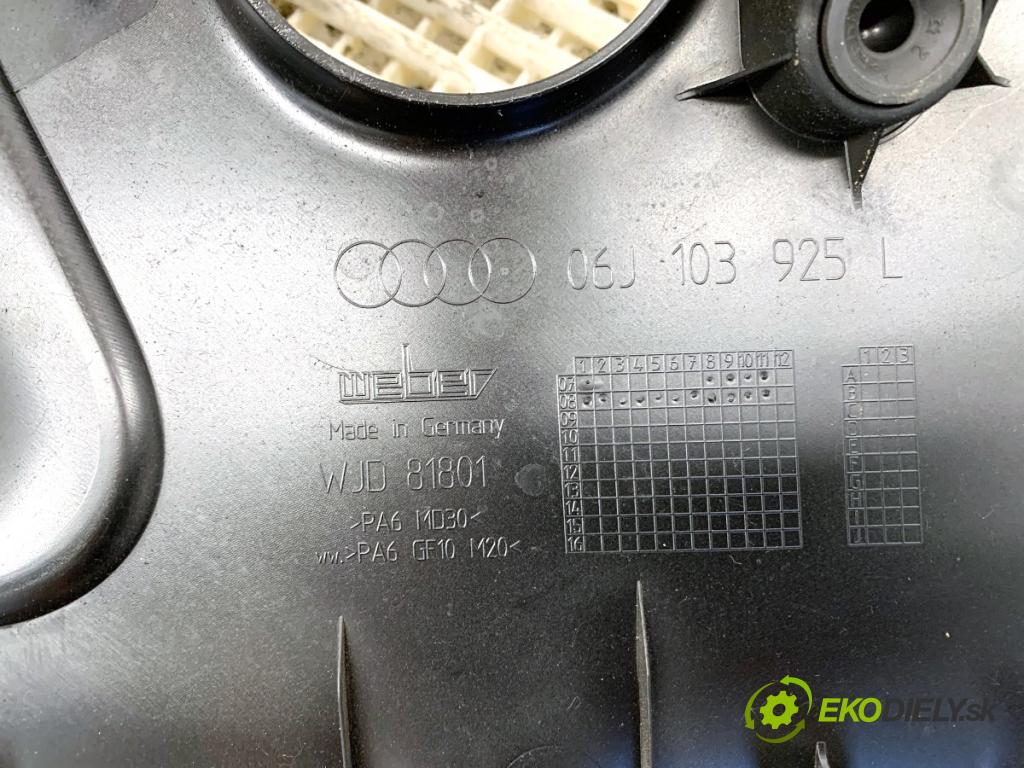 06J 103 925 L
weber
Made in Germany
WJD 81801
>PA6 MD30<
ww.>PA6 GF10 M20<
1 2 3 4 5 6 7 8 9 10 11 12
07
08
09
10
11
12
13
14
15
16
1 2 3
A
B
C
D
E
F
G
H
I
J
EKODIELY.sk